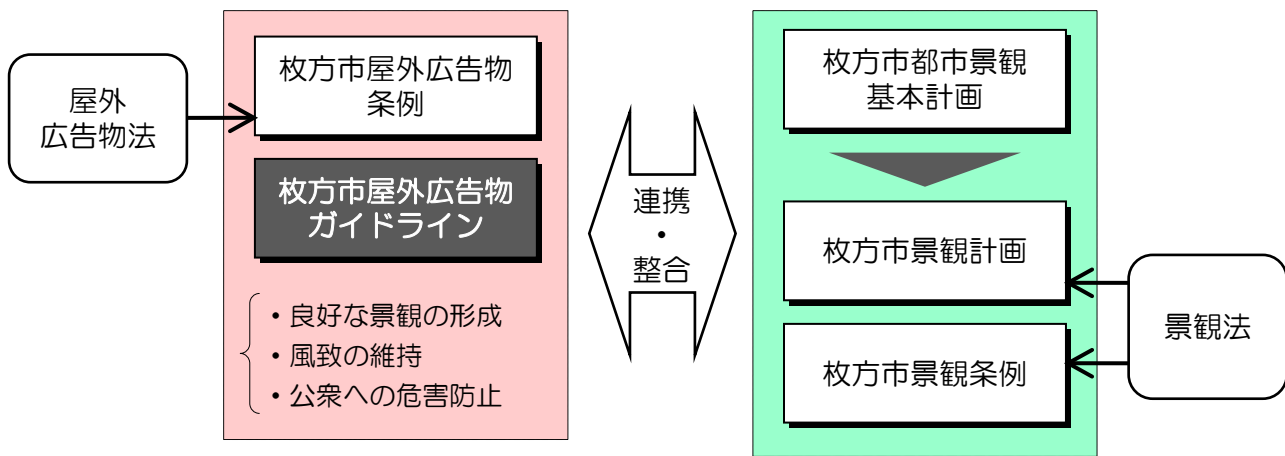 屋外
広告物法
枚方市屋外広告物
条例
枚方市屋外広告物
ガイドライン
・良好な景観の形成
・風致の維持
・公衆への危害防止
連携
・
整合
枚方市都市景観
基本計画
枚方市景観計画
枚方市景観条例
景観法